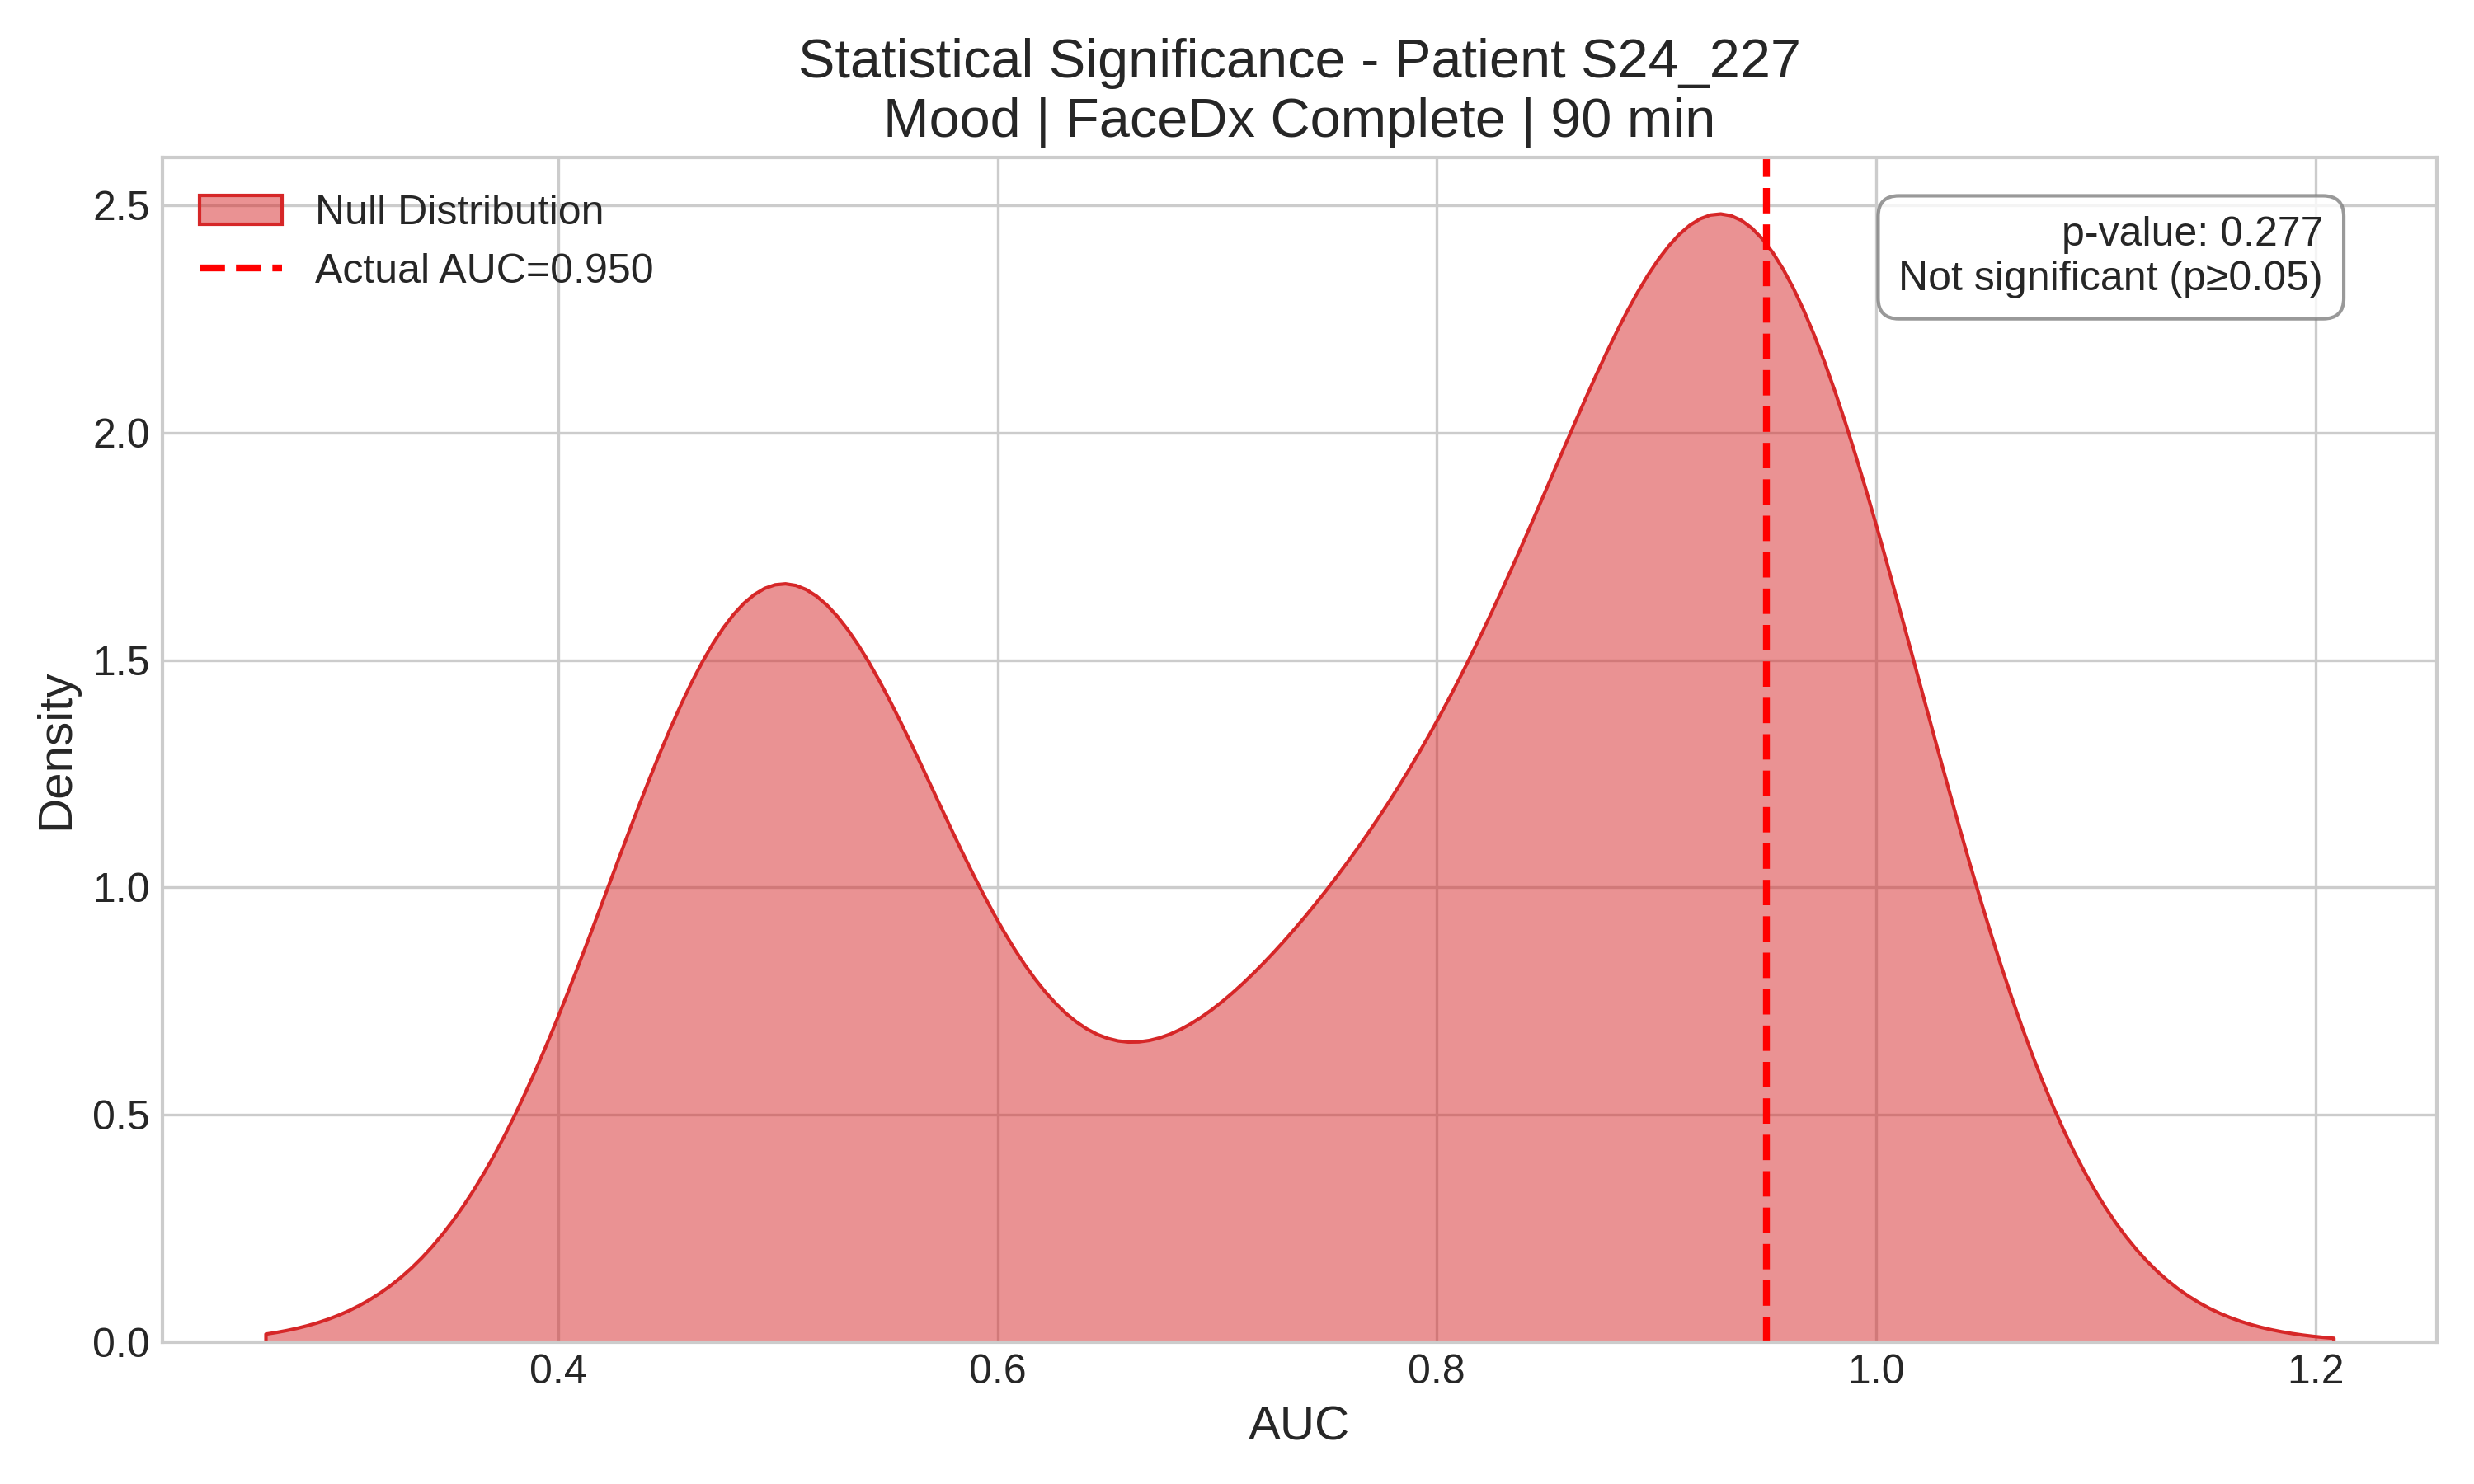 Statistical Significance - Patient S24_227
Mood | FaceDx Complete | 90 min
Null Distribution
Actual AUC=0.950
p-value: 0.277
Not significant (p≥0.05)
Density
2.5
2.0
1.5
1.0
0.5
0.0
0.4
0.6
0.8
1.0
1.2
AUC